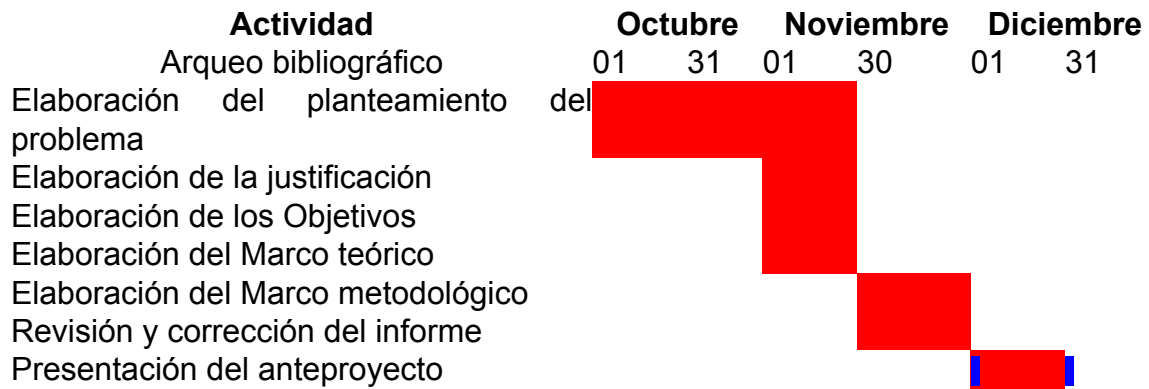 Actividad Octubre Noviembre Diciembre
Arqueo bibliográfico 01 31 01 30 01 31
Elaboración del planteamiento del
problema
Elaboración de la justificación
Elaboración de los Objetivos
Elaboración del Marco teórico
Elaboración del Marco metodológico
Revisión y corrección del informe
Presentación del anteproyecto